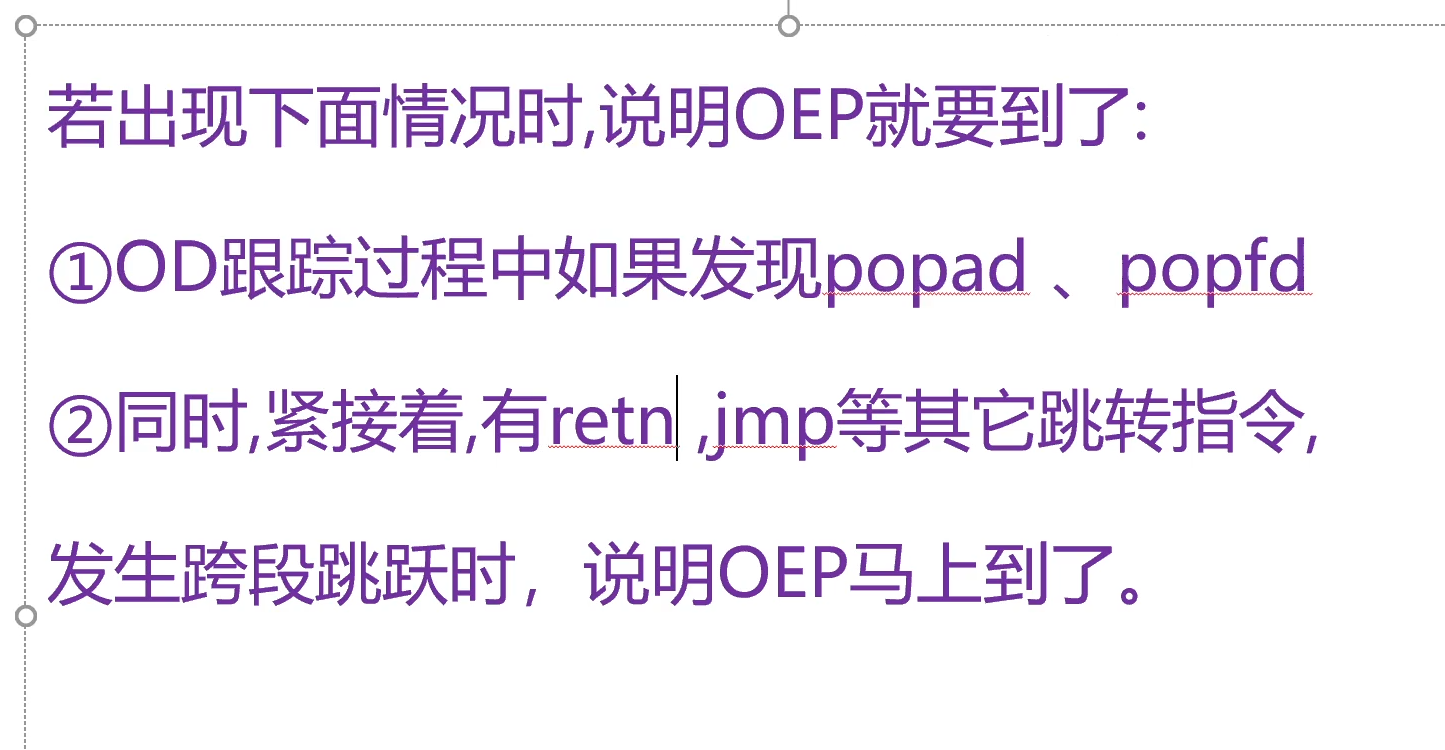 若出现下面情况时,说明OEP就要到了:
①OD跟踪过程中如果发现popad 、popfd
②同时,紧接着,有retn ,jmp等其它跳转指令,
发生跨段跳跃时，说明OEP马上到了。